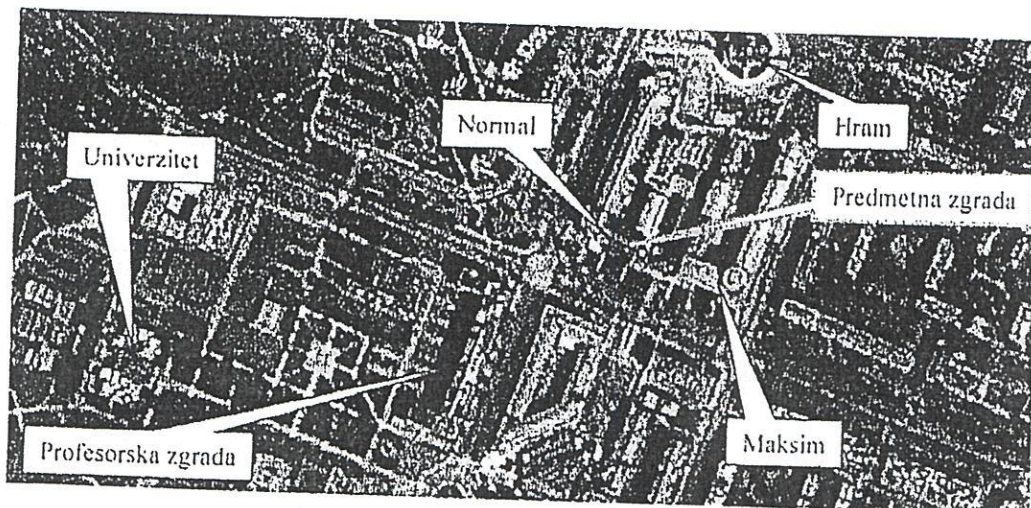 Hram
Normal
Univerzitet
Predmetna zgrada
Maksim
Profesorska zgrada